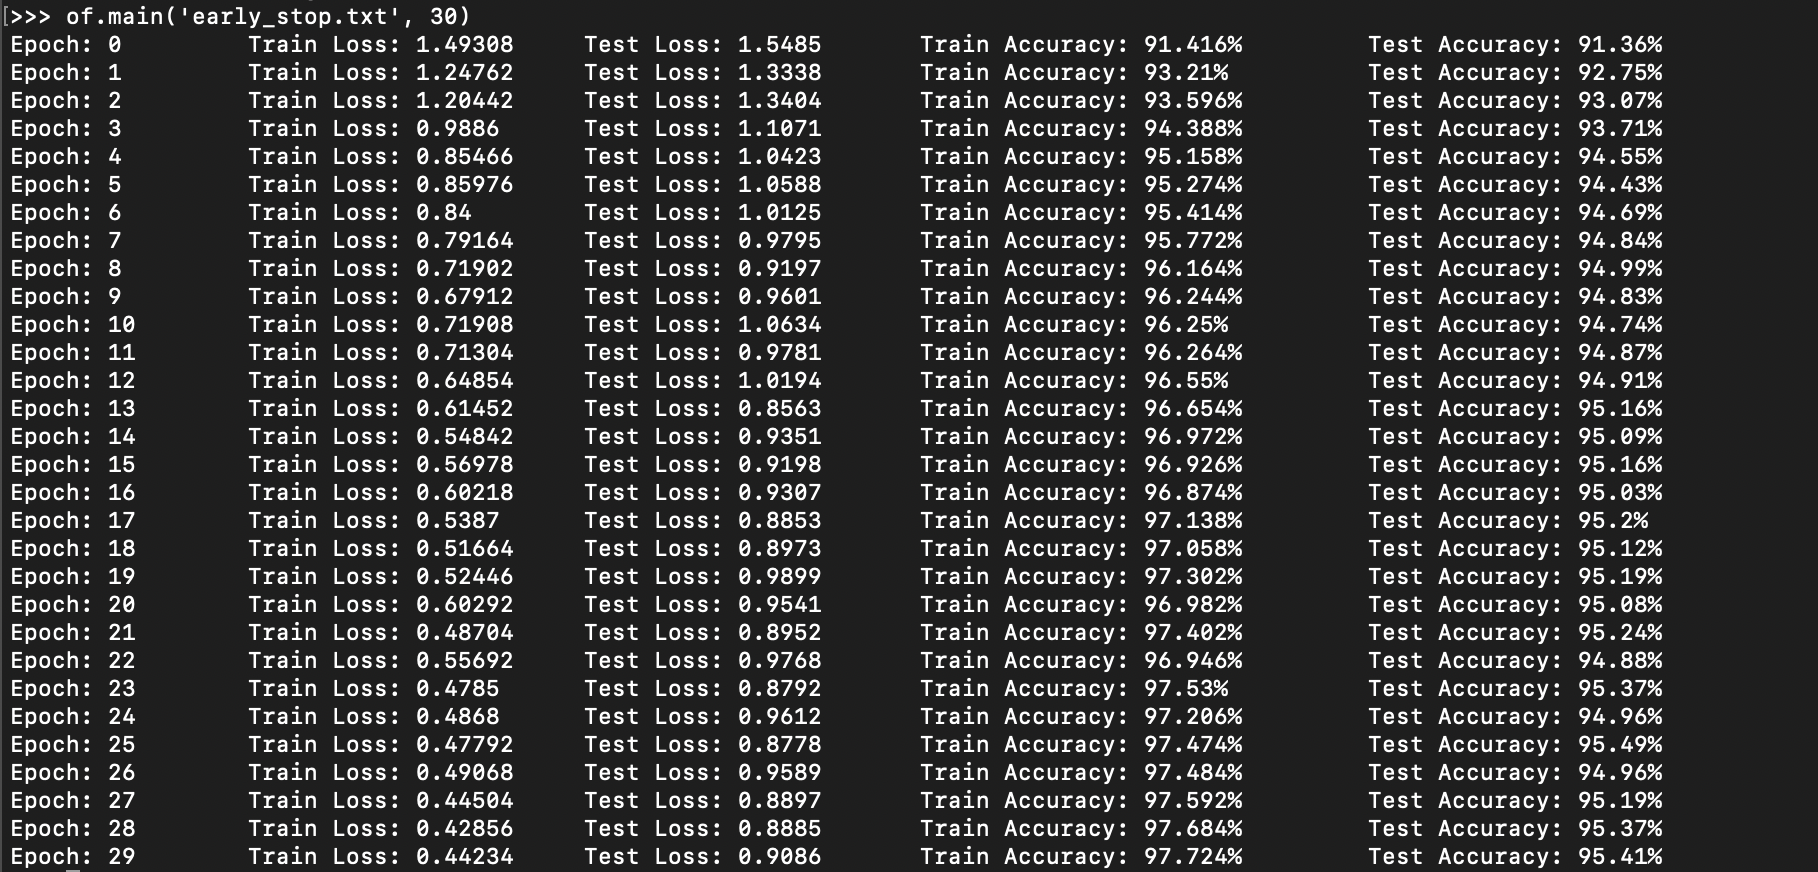 [>>> of.main('early_stop.txt', 30)
Epoch: 0 Train Loss: 1.49308 Test Loss: 1.5485 Train Accuracy: 91.416% Test Accuracy: 91.36%
Epoch: 1 Train Loss: 1.24762 Test Loss: 1.3338 Train Accuracy: 93.21% Test Accuracy: 92.75%
Epoch: 2 Train Loss: 1.20442 Test Loss: 1.3404 Train Accuracy: 93.596% Test Accuracy: 93.07%
Epoch: 3 Train Loss: 0.9886 Test Loss: 1.1071 Train Accuracy: 94.388% Test Accuracy: 93.71%
Epoch: 4 Train Loss: 0.85466 Test Loss: 1.0423 Train Accuracy: 95.158% Test Accuracy: 94.55%
Epoch: 5 Train Loss: 0.85976 Test Loss: 1.0588 Train Accuracy: 95.274% Test Accuracy: 94.43%
Epoch: 6 Train Loss: 0.84 Test Loss: 1.0125 Train Accuracy: 95.414% Test Accuracy: 94.69%
Epoch: 7 Train Loss: 0.79164 Test Loss: 0.9795 Train Accuracy: 95.772% Test Accuracy: 94.84%
Epoch: 8 Train Loss: 0.71902 Test Loss: 0.9197 Train Accuracy: 96.164% Test Accuracy: 94.99%
Epoch: 9 Train Loss: 0.67912 Test Loss: 0.9601 Train Accuracy: 96.244% Test Accuracy: 94.83%
Epoch: 10 Train Loss: 0.71908 Test Loss: 1.0634 Train Accuracy: 96.25% Test Accuracy: 94.74%
Epoch: 11 Train Loss: 0.71304 Test Loss: 0.9781 Train Accuracy: 96.264% Test Accuracy: 94.87%
Epoch: 12 Train Loss: 0.64854 Test Loss: 1.0194 Train Accuracy: 96.55% Test Accuracy: 94.91%
Epoch: 13 Train Loss: 0.61452 Test Loss: 0.8563 Train Accuracy: 96.654% Test Accuracy: 95.16%
Epoch: 14 Train Loss: 0.54842 Test Loss: 0.9351 Train Accuracy: 96.972% Test Accuracy: 95.09%
Epoch: 15 Train Loss: 0.56978 Test Loss: 0.9198 Train Accuracy: 96.926% Test Accuracy: 95.16%
Epoch: 16 Train Loss: 0.60218 Test Loss: 0.9307 Train Accuracy: 96.874% Test Accuracy: 95.03%
Epoch: 17 Train Loss: 0.5387 Test Loss: 0.8853 Train Accuracy: 97.138% Test Accuracy: 95.2%
Epoch: 18 Train Loss: 0.51664 Test Loss: 0.8973 Train Accuracy: 97.058% Test Accuracy: 95.12%
Epoch: 19 Train Loss: 0.52446 Test Loss: 0.9899 Train Accuracy: 97.302% Test Accuracy: 95.19%
Epoch: 20 Train Loss: 0.60292 Test Loss: 0.9541 Train Accuracy: 96.982% Test Accuracy: 95.08%
Epoch: 21 Train Loss: 0.48704 Test Loss: 0.8952 Train Accuracy: 97.402% Test Accuracy: 95.24%
Epoch: 22 Train Loss: 0.55692 Test Loss: 0.9768 Train Accuracy: 96.946% Test Accuracy: 94.88%
Epoch: 23 Train Loss: 0.4785 Test Loss: 0.8792 Train Accuracy: 97.53% Test Accuracy: 95.37%
Epoch: 24 Train Loss: 0.4868 Test Loss: 0.9612 Train Accuracy: 97.206% Test Accuracy: 94.96%
Epoch: 25 Train Loss: 0.47792 Test Loss: 0.8778 Train Accuracy: 97.474% Test Accuracy: 95.49%
Epoch: 26 Train Loss: 0.49068 Test Loss: 0.9589 Train Accuracy: 97.484% Test Accuracy: 94.96%
Epoch: 27 Train Loss: 0.44504 Test Loss: 0.8897 Train Accuracy: 97.592% Test Accuracy: 95.19%
Epoch: 28 Train Loss: 0.42856 Test Loss: 0.8885 Train Accuracy: 97.684% Test Accuracy: 95.37%
Epoch: 29 Train Loss: 0.44234 Test Loss: 0.9086 Train Accuracy: 97.724% Test Accuracy: 95.41%